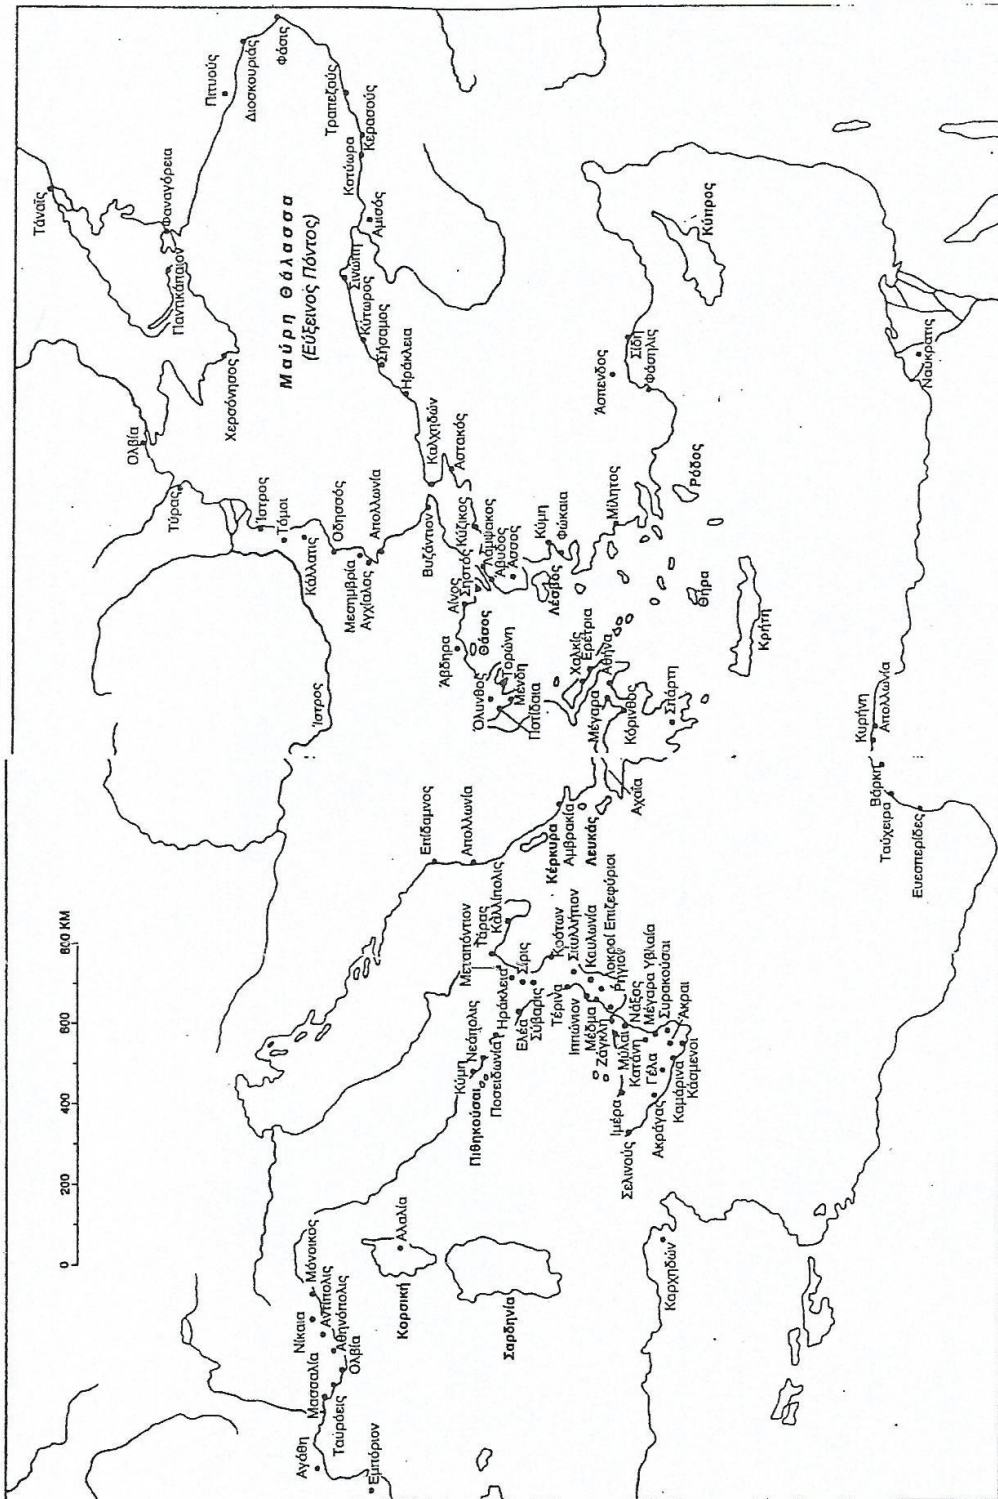 0 200 400 600 800 KM
Μαύρη Θάλασσα
(Εύξεινος Πόντος)
Εμπόριον
Αγάθη
Μασσαλία
Ταύρόεις
Ολβία
Αθηνόπολις
Αντίπολις
Νίκαια
Μόνοικος
Κορσική
Αλαλία
Σαρδηνία
Καρχηδών
Πιθηκούσαι
Κύμη
Νεάπολις
Ποσειδωνία
Ελέα
Ηράκλεια
Μεταπόντιον
Τάρας
Καλλίπολις
Σίρις
Σύβαρις
Κρότων
Τέρινα
Σκυλλήτιον
Ιππώνιον
Καυλωνία
Μέδμα
Λοκροί Επιζεφύριοι
Ρήγιον
Ζάγκλη
Μύλαι
Νάξος
Κατάνη
Μέγαρα Υβλαία
Συρακούσαι
Άκραι
Κάσμεναι
Καμάρινα
Γέλα
Ακράγας
Ιμέρα
Σελινούς
Επίδαμνος
Απολλωνία
Κέρκυρα
Αμβρακία
Λευκάς
Αχαΐα
Μέγαρα
Κόρινθος
Σπάρτη
Αθήνα
Ερέτρια
Χαλκίς
Ποτίδαια
Μένδη
Τορώνη
Όλυνθος
Θάσος
Άβδηρα
Αίνος
Σηστός
Κύζικος
Λάμψακος
Άβυδος
Άσσος
Λέσβος
Κύμη
Φώκαια
Μίλητος
Θήρα
Κρήτη
Ρόδος
Βυζάντιον
Καλχηδών
Αστακός
Ίστρος
Απολλωνία
Αγχίαλος
Μεσημβρία
Οδησσός
Κάλλατις
Τόμοι
Ίστρος
Τύρας
Ολβία
Χερσόνησος
Παντικάπαιον
Φαναγόρεια
Τάναϊς
Πιτυούς
Διοσκουριάς
Φάσις
Τραπεζούς
Κερασούς
Κοτύωρα
Αμισός
Σινώπη
Κύτωρος
Σήσαμος
Ηράκλεια
Άσπενδος
Σίδη
Φάσηλις
Κύπρος
Ναύκρατις
Κυρήνη
Απολλωνία
Βάρκη
Ταύχειρα
Ευεσπερίδες